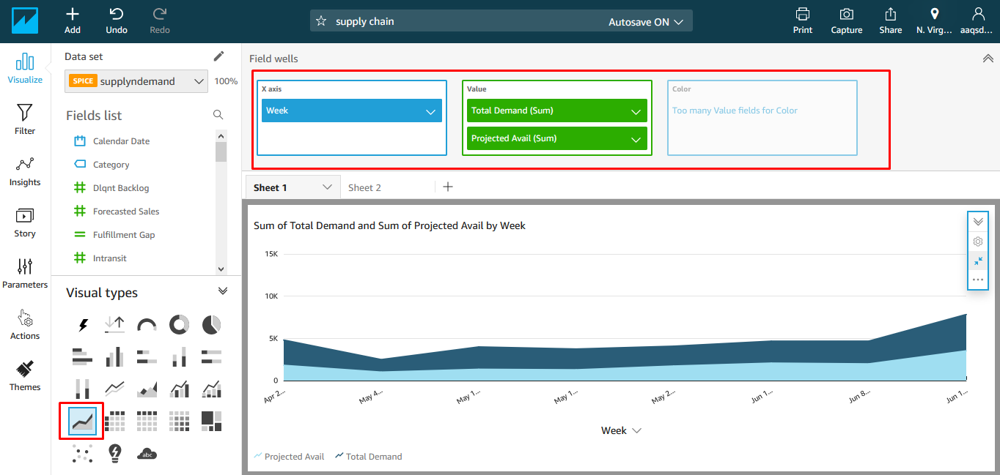 Add
Undo
Redo
supply chain
Autosave ON
Print
Capture
Share
N. Virg...
aaqsd...
Visualize
Filter
Insights
Story
Parameters
Actions
Themes
Data set
SPICE supplyndemand
100%
Fields list
Calendar Date
Category
Dlqnt Backlog
Forecasted Sales
Fulfillment Gap
Intransit
Visual types
abc
Field wells
X axis
Week
Value
Total Demand (Sum)
Projected Avail (Sum)
Color
Too many Value fields for Color
Sheet 1
Sheet 2
Sum of Total Demand and Sum of Projected Avail by Week
15K
10K
5K
0
Apr 2...
May 4...
May 1...
May 1...
May 2...
Jun 1...
Jun 8...
Jun 1...
Week
Projected Avail
Total Demand